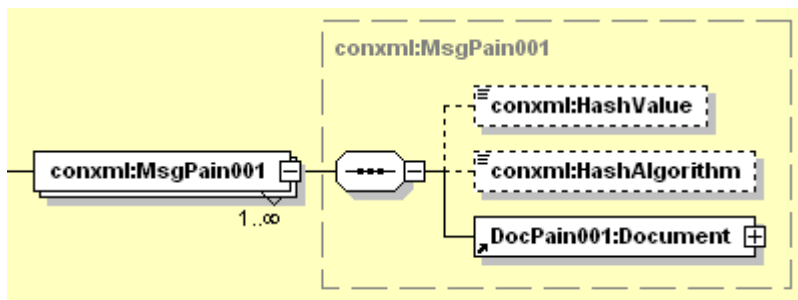 conxml:MsgPain001
conxml:HashValue
conxml:HashAlgorithm
conxml:MsgPain001
1..∞
DocPain001:Document